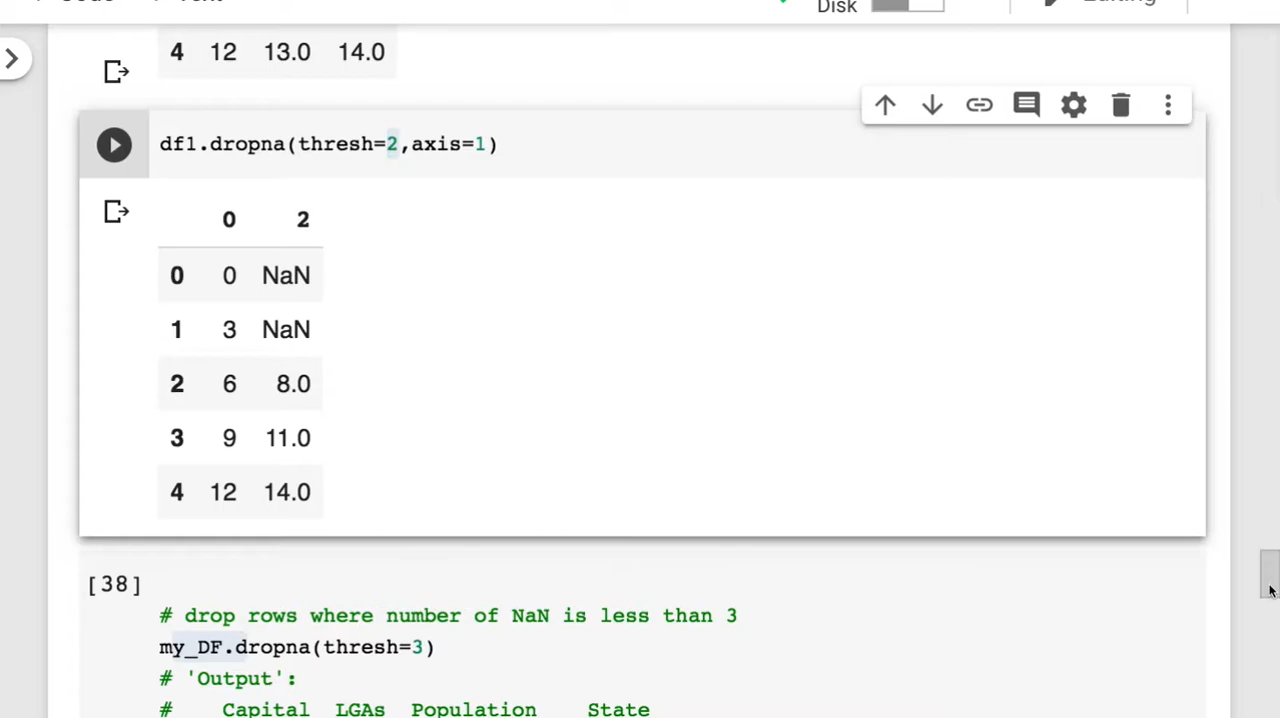 Disk
4 12 13.0 14.0
df1.dropna(thresh=2,axis=1)
0 2
0 0 NaN
1 3 NaN
2 6 8.0
3 9 11.0
4 12 14.0
[38]
# drop rows where number of NaN is less than 3
my_DF.dropna(thresh=3)
# 'Output':
# Capital LGAs Population State